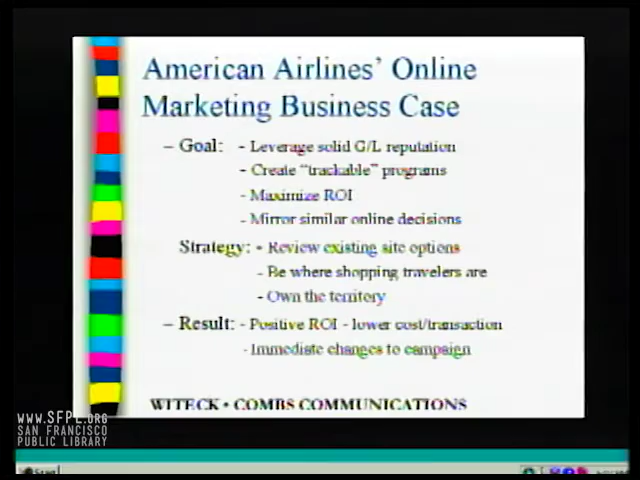 American Airlines' Online
Marketing Business Case
– Goal: - Leverage solid G/L reputation
- Create "trackable" programs
- Maximize ROI
- Mirror similar online decisions
Strategy: - Review existing site options
- Be where shopping travelers are
- Own the territory
– Result: - Positive ROI - lower cost/transaction
- Immediate changes to campaign
WITECK • COMBS COMMUNICATIONS
WWW.SFPL.ORG
SAN FRANCISCO
PUBLIC LIBRARY
Start